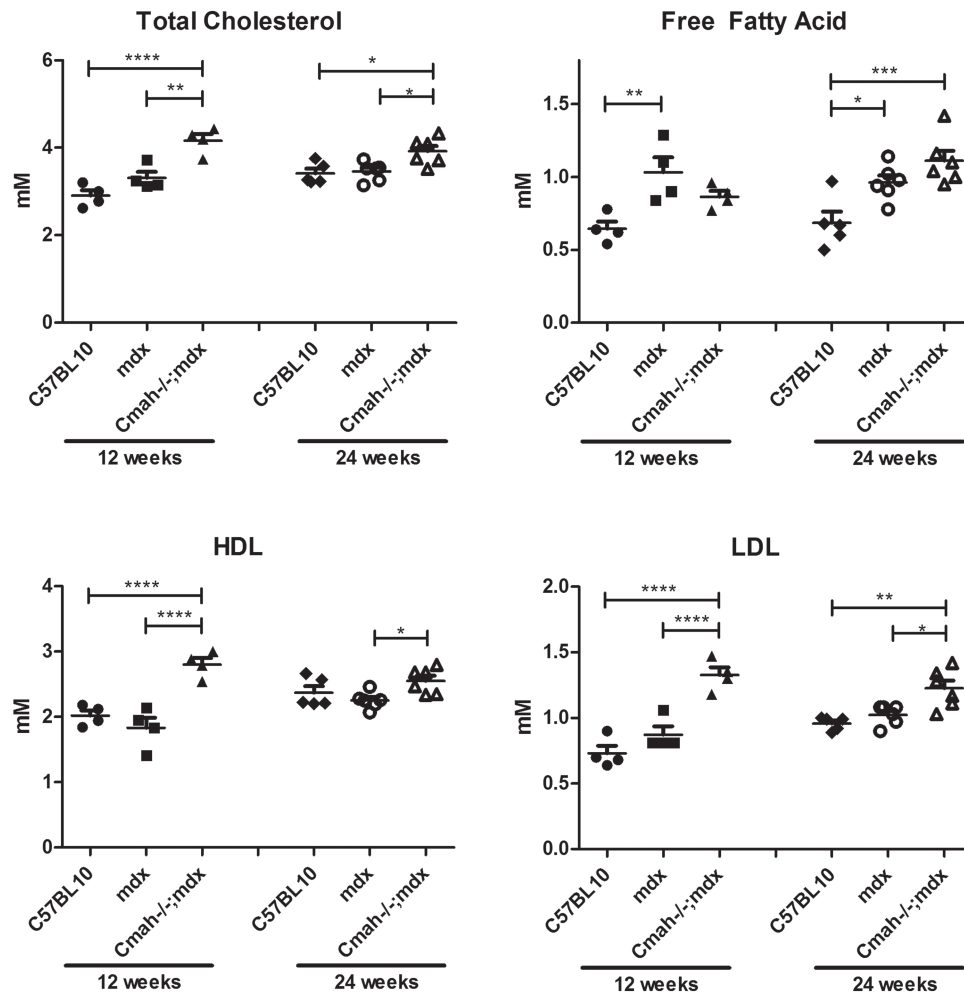 Total Cholesterol
6
4
2
0
mM
****
**
*
*
C57BL10
mdx
Cmah-/-;mdx
C57BL10
mdx
Cmah-/-;mdx
12 weeks
24 weeks
Free Fatty Acid
1.5
1.0
0.5
0.0
mM
**
***
*
C57BL10
mdx
Cmah-/-;mdx
C57BL10
mdx
Cmah-/-;mdx
12 weeks
24 weeks
HDL
4
3
2
1
0
mM
****
****
*
C57BL10
mdx
Cmah-/-;mdx
C57BL10
mdx
Cmah-/-;mdx
12 weeks
24 weeks
LDL
2.0
1.5
1.0
0.5
0.0
mM
****
****
**
*
C57BL10
mdx
Cmah-/-;mdx
C57BL10
mdx
Cmah-/-;mdx
12 weeks
24 weeks